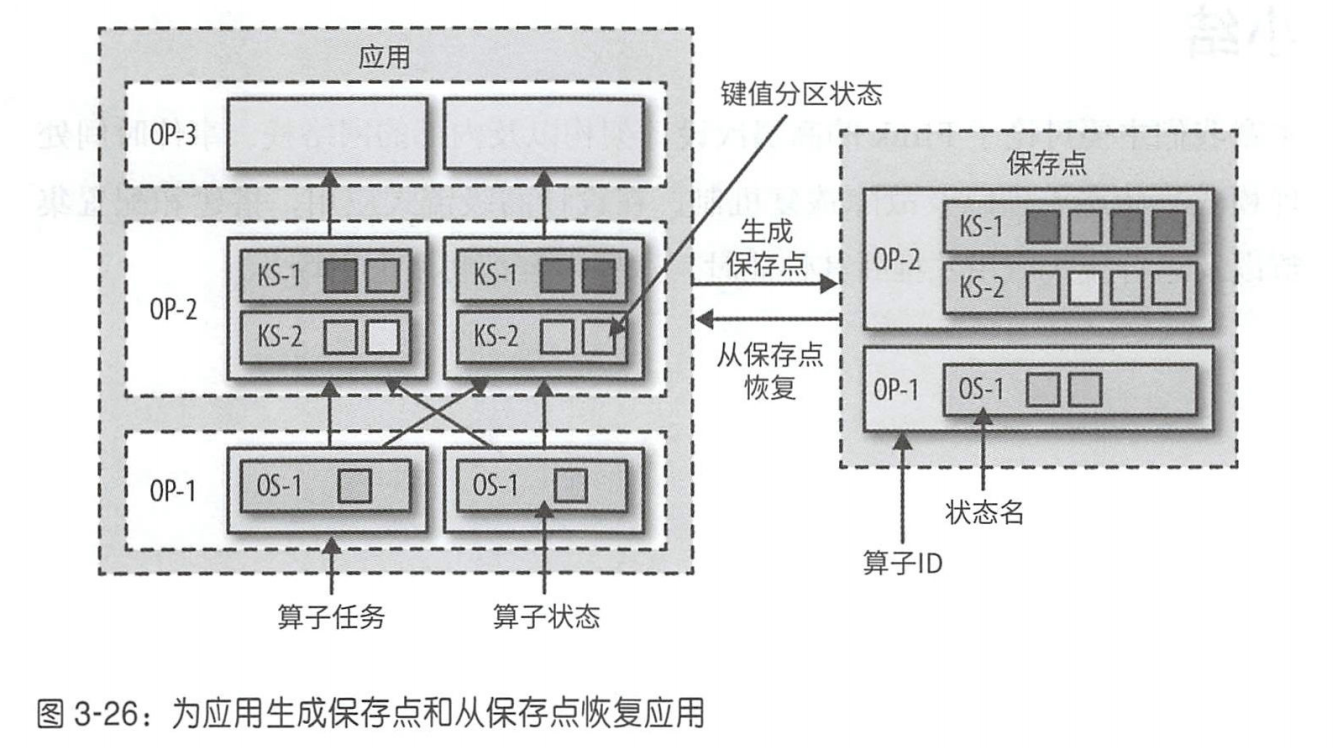 小结
应用
OP-3
键值分区状态
保存点
OP-2
KS-1
KS-1
KS-2
KS-2
生成
保存点
从保存点
恢复
OP-2
KS-1
KS-2
OP-1
OS-1
OP-1
OS-1
OS-1
状态名
算子ID
算子任务
算子状态
图 3-26：为应用生成保存点和从保存点恢复应用